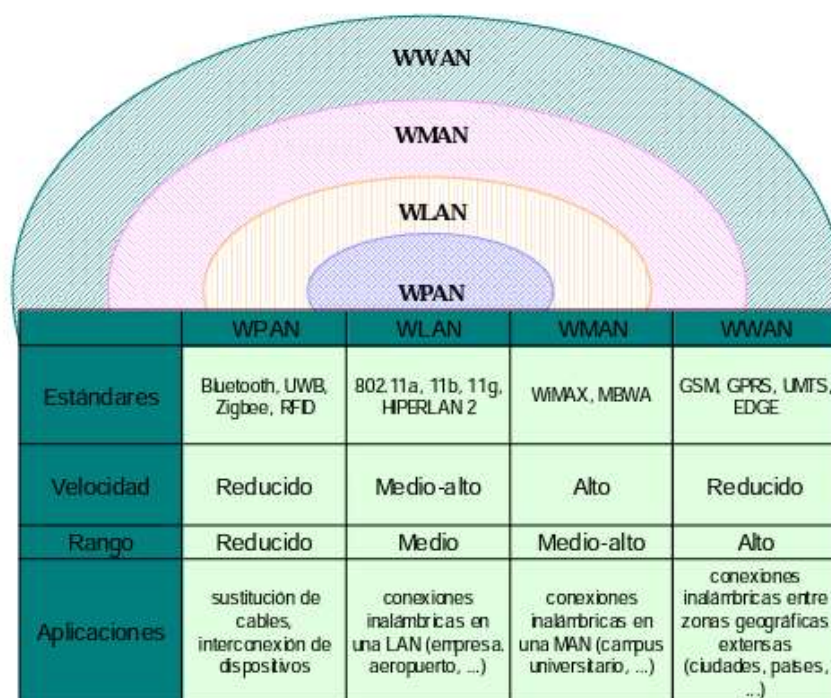 WWAN
WMAN
WLAN
WPAN
WPAN WLAN WMAN WWAN
Estándares
Bluetooth, UWB,
Zigbee, RFID
802.11a, 11b, 11g,
HIPERLAN 2
WiMAX, MBWA
GSM, GPRS, UMTS,
EDGE
Velocidad Reducido Medio-alto Alto Reducido
Rango Reducido Medio Medio-alto Alto
Aplicaciones
sustitución de
cables,
interconexión de
dispositivos
conexiones
inalámbricas en
una LAN (empresa,
aeropuerto, ...)
conexiones
inalámbricas en
una MAN (campus
universitario, ...)
conexiones
inalámbricas entre
zonas geográficas
extensas
(ciudades, países,
...)